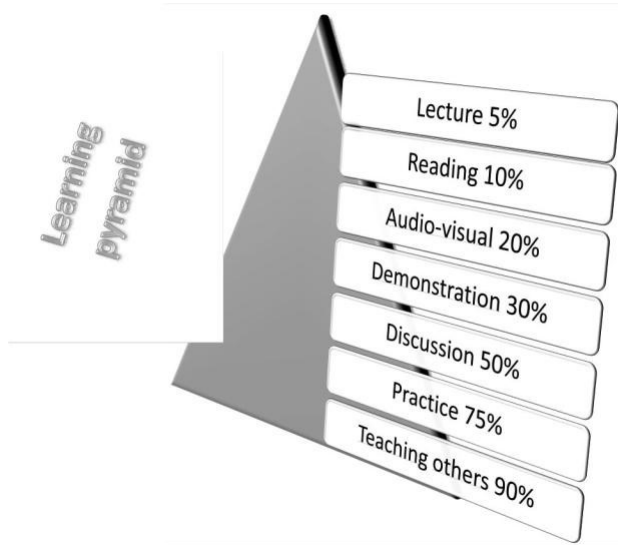 Learning
pyramid
Lecture 5%
Reading 10%
Audio-visual 20%
Demonstration 30%
Discussion 50%
Practice 75%
Teaching others 90%